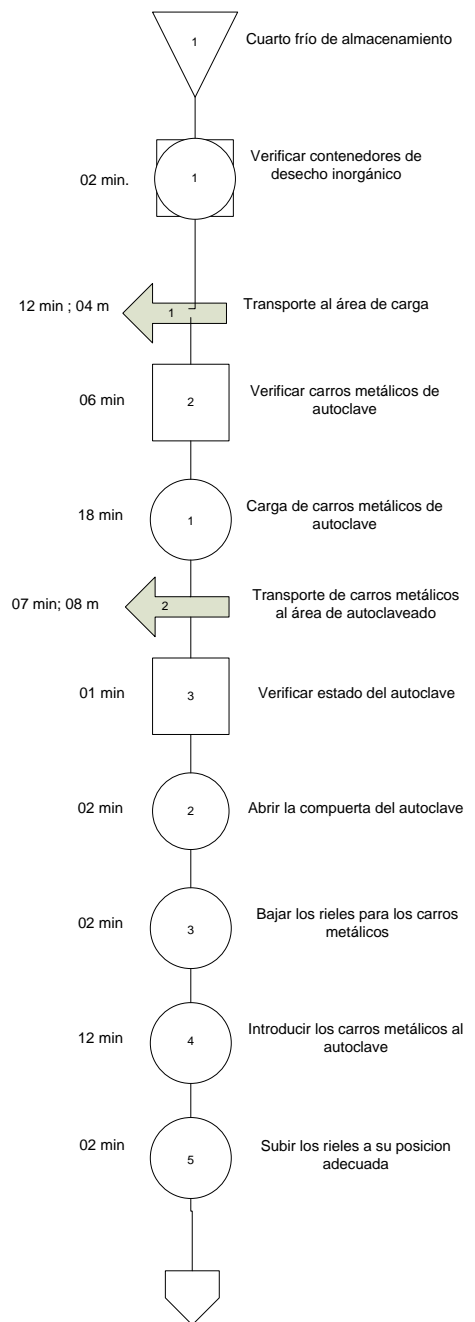 1
Cuarto frío de almacenamiento
02 min.
1
Verificar contenedores de
desecho inorgánico
12 min ; 04 m
1
Transporte al área de carga
06 min
2
Verificar carros metálicos de
autoclave
18 min
1
Carga de carros metálicos de
autoclave
07 min; 08 m
2
Transporte de carros metálicos
al área de autoclaveado
01 min
3
Verificar estado del autoclave
02 min
2
Abrir la compuerta del autoclave
02 min
3
Bajar los rieles para los carros
metálicos
12 min
4
Introducir los carros metálicos al
autoclave
02 min
5
Subir los rieles a su posicion
adecuada